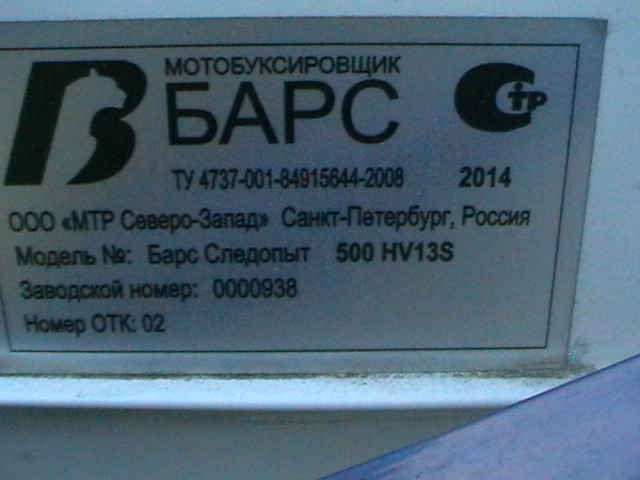 МОТОБУКСИРОВЩИК
БАРС
ТУ 4737-001-84915644-2008 2014
ООО «МТР Северо-Запад» Санкт-Петербург, Россия
Модель №: Барс Следопыт 500 HV13S
Заводской номер: 0000938
Номер ОТК: 02